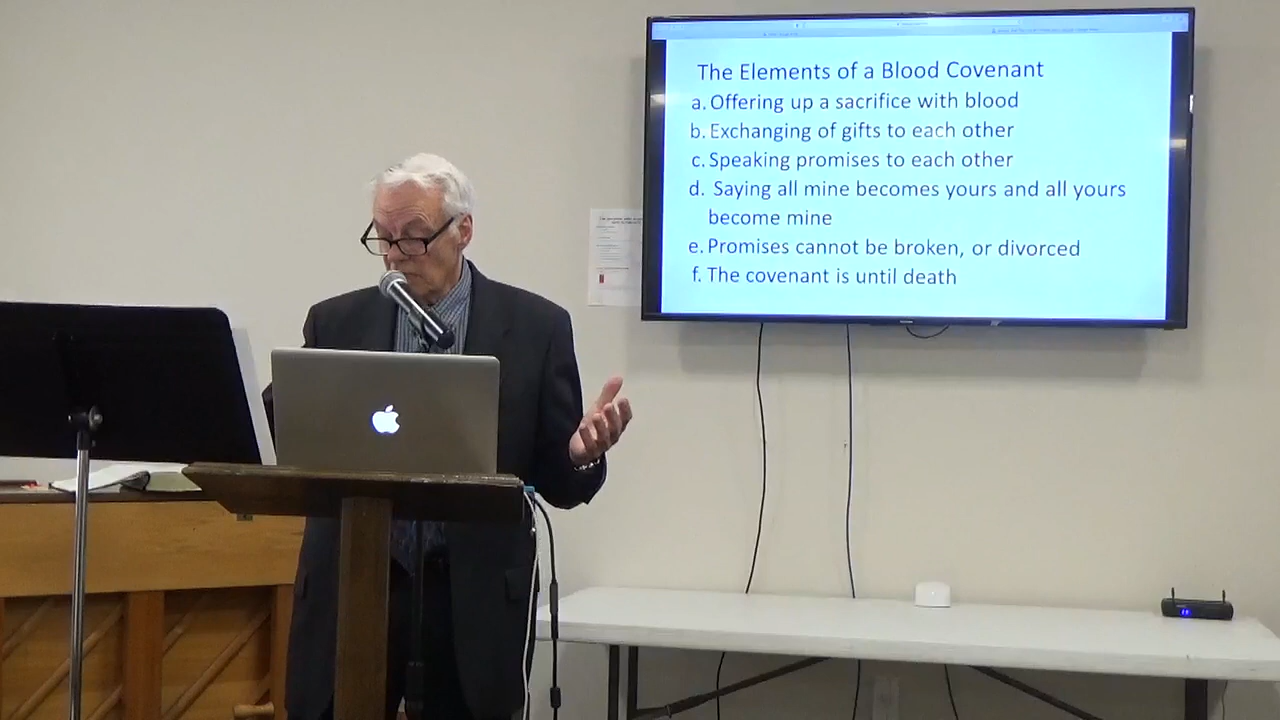 The Elements of a Blood Covenant
a. Offering up a sacrifice with blood
b. Exchanging of gifts to each other
c. Speaking promises to each other
d. Saying all mine becomes yours and all yours
become mine
e. Promises cannot be broken, or divorced
f. The covenant is until death